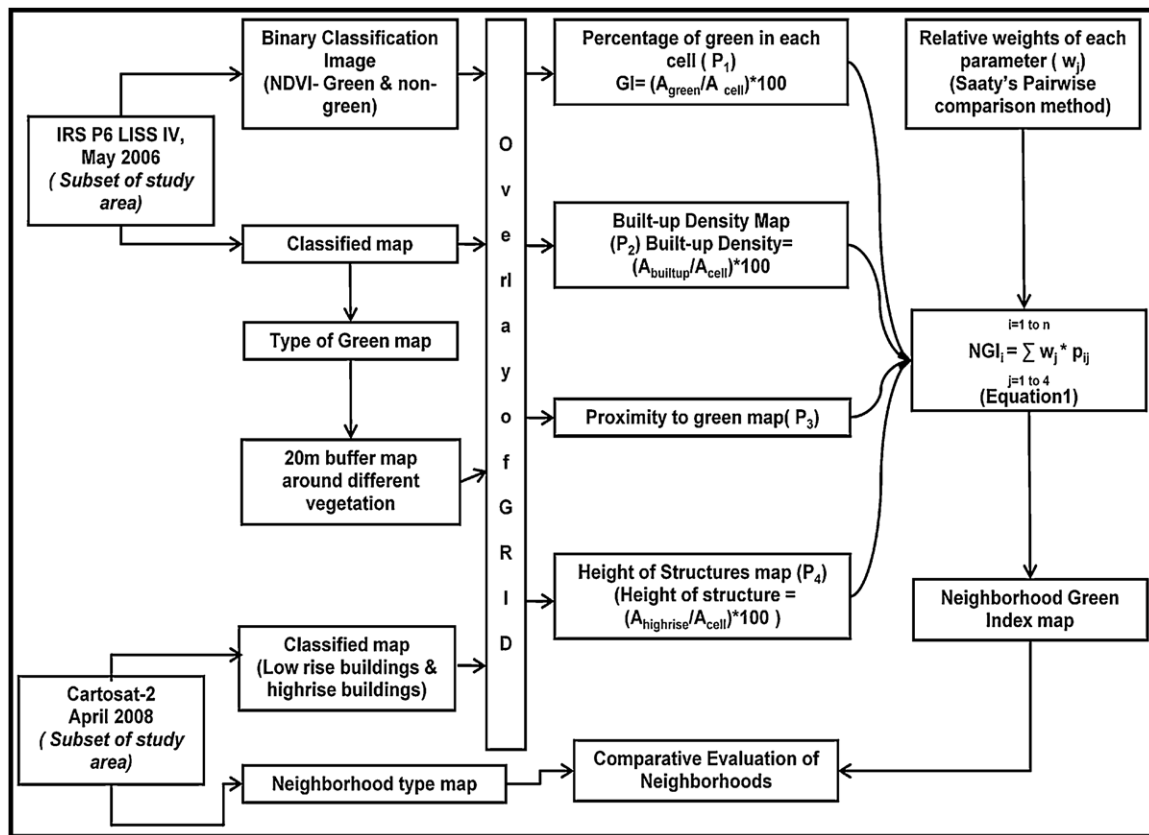 IRS P6 LISS IV,
May 2006
( Subset of study
area)
Binary Classification
Image
(NDVI- Green & non-
green)
Classified map
Type of Green map
20m buffer map
around different
vegetation
Cartosat-2
April 2008
( Subset of study
area)
Classified map
(Low rise buildings &
highrise buildings)
Neighborhood type map
O
v
e
rl
a
y
o
f
G
R
I
D
Percentage of green in each
cell ( P1)
GI= (Agreen/A cell)*100
Built-up Density Map
(P2) Built-up Density=
(Abuiltup/Acell)*100
Proximity to green map( P3)
Height of Structures map (P4)
(Height of structure =
(Ahighrise/Acell)*100 )
Comparative Evaluation of
Neighborhoods
Relative weights of each
parameter ( wj)
(Saaty's Pairwise
comparison method)
i=1 to n
NGIi = ∑ wj * pij
j=1 to 4
(Equation1)
Neighborhood Green
Index map